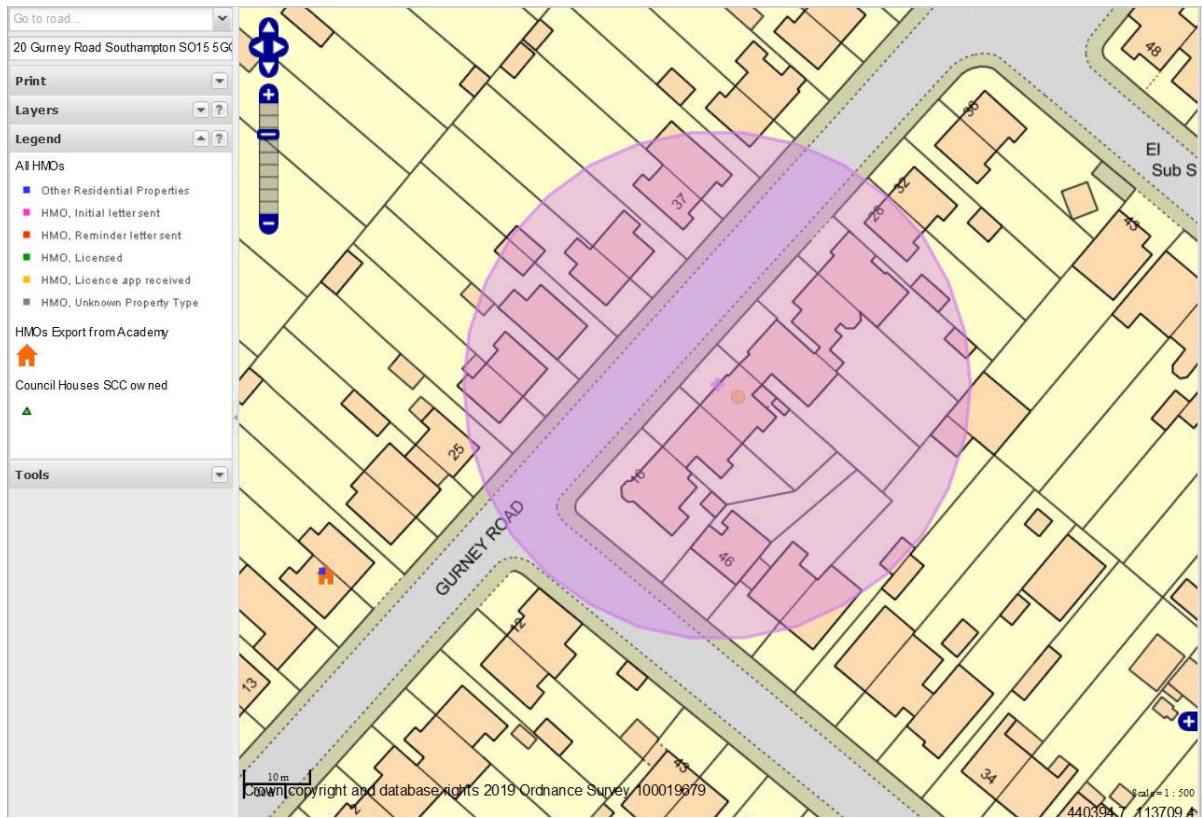 Go to road...
20 Gurney Road Southampton SO15 5G
Print
Layers
?
Legend
?
All HMOs
Other Residential Properties
HMO, Initial letter sent
HMO, Reminder letter sent
HMO, Licensed
HMO, Licence app received
HMO, Unknown Property Type
HMOs Export from Academy
Council Houses SCC owned
Tools
48
36
El
Sub S
32
28
43
37
25
16
46
GURNEY ROAD
12
13
43
34
2
10 m
Crown copyright and database rights 2019 Ordnance Survey 100019679
Scale = 1 : 500
440394.7, 113709.4